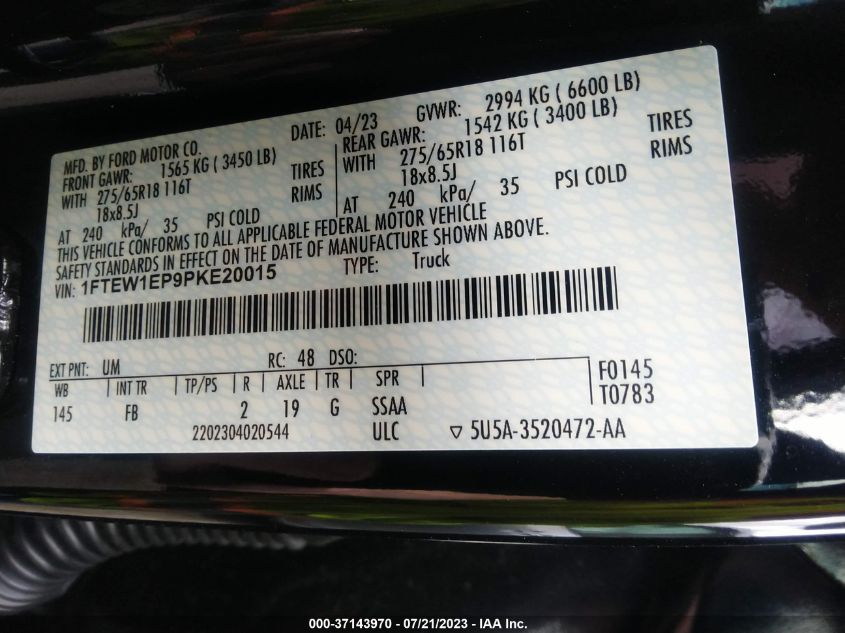 MFD. BY FORD MOTOR CO. DATE: 04/23 GVWR: 2994 KG ( 6600 LB)
FRONT GAWR: 1565 KG ( 3450 LB) REAR GAWR: 1542 KG ( 3400 LB)
WITH 275/65R18 116T TIRES WITH 275/65R18 116T TIRES
18x8.5J RIMS 18x8.5J RIMS
AT 240 kPa/ 35 PSI COLD AT 240 kPa/ 35 PSI COLD
THIS VEHICLE CONFORMS TO ALL APPLICABLE FEDERAL MOTOR VEHICLE
SAFETY STANDARDS IN EFFECT ON THE DATE OF MANUFACTURE SHOWN ABOVE.
VIN: 1FTEW1EP9PKE20015 TYPE: Truck
EXT PNT: UM RC: 48 DSO:
WB INT TR TP/PS R AXLE TR SPR F0145
145 FB 2 19 G SSAA T0783
2202304020544 ULC ▽ 5U5A-3520472-AA
000-37143970 / 07/21/2023 - IAA Inc.